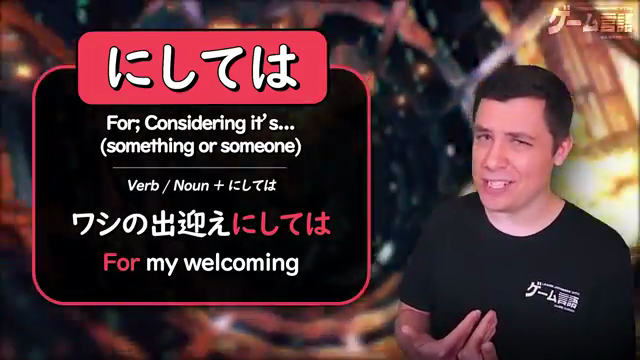 にしては
For; Considering it's...
(something or someone)
Verb / Noun + にしては
ワシの出迎えにしては
For my welcoming
ゲーム言語
ゲーム言語